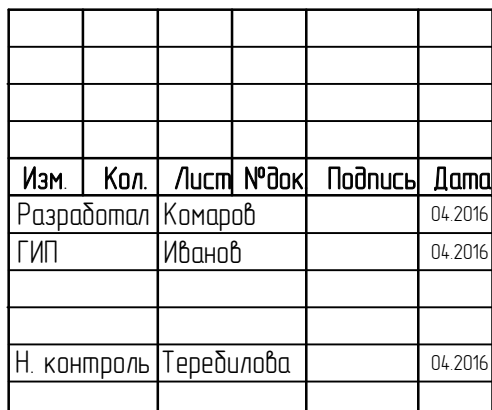 Изм. Кол. Лист №док Подпись Дата
Разработал Комаров 04.2016
ГИП Иванов 04.2016
Н. контроль Теребилова 04.2016